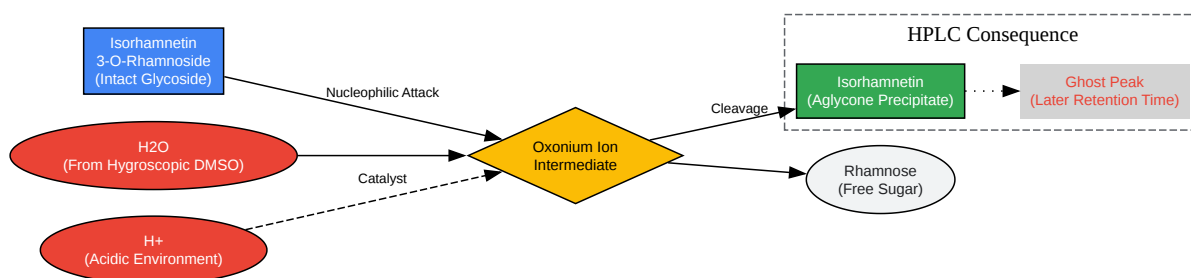 HPLC Consequence
Isorhamnetin
3-O-Rhamnoside
(Intact Glycoside)
Nucleophilic Attack
Isorhamnetin
(Aglycone Precipitate)
Ghost Peak
(Later Retention Time)
Cleavage
H2O
(From Hygroscopic DMSO)
Oxonium Ion
Intermediate
Catalyst
Rhamnose
(Free Sugar)
H+
(Acidic Environment)